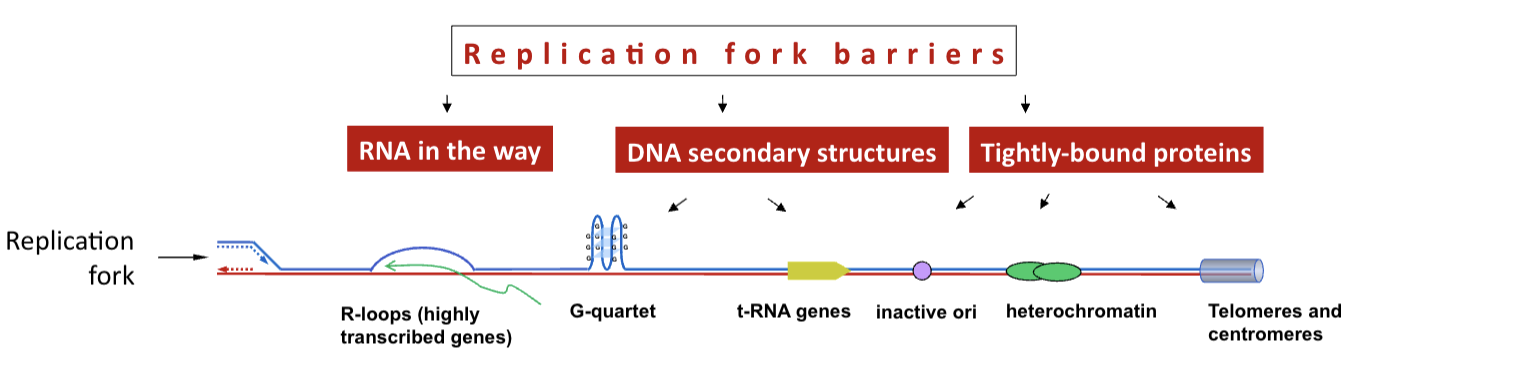 Replication fork barriers
RNA in the way
DNA secondary structures
Tightly-bound proteins
Replication
fork
G
G
G
G
G
G
G
G
R-loops (highly
transcribed genes)
G-quartet
t-RNA genes
inactive ori
heterochromatin
Telomeres and
centromeres